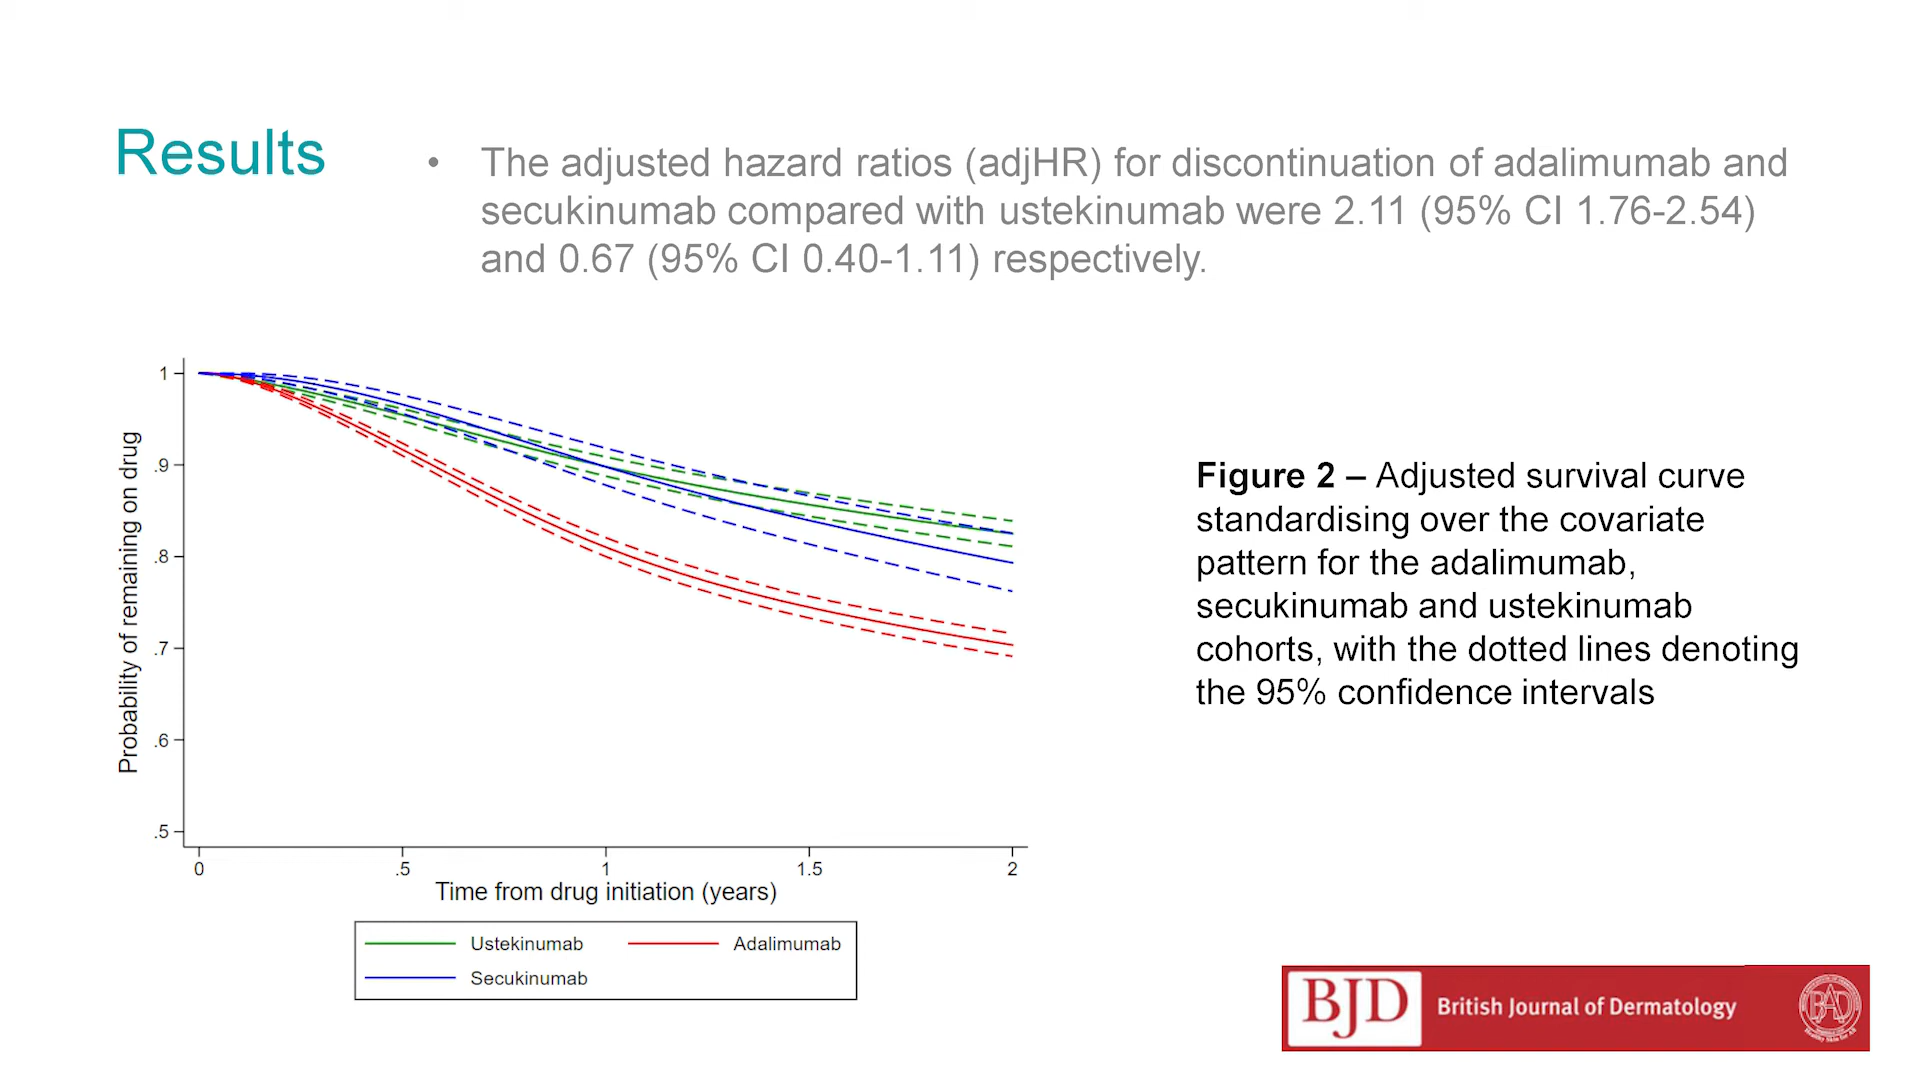 Results
• The adjusted hazard ratios (adjHR) for discontinuation of adalimumab and
secukinumab compared with ustekinumab were 2.11 (95% CI 1.76-2.54)
and 0.67 (95% CI 0.40-1.11) respectively.
Probability of remaining on drug
1
.9
.8
.7
.6
.5
0 .5 1 1.5 2
Time from drug initiation (years)
Ustekinumab Adalimumab
Secukinumab
Figure 2 – Adjusted survival curve
standardising over the covariate
pattern for the adalimumab,
secukinumab and ustekinumab
cohorts, with the dotted lines denoting
the 95% confidence intervals
BJD British Journal of Dermatology
BAD